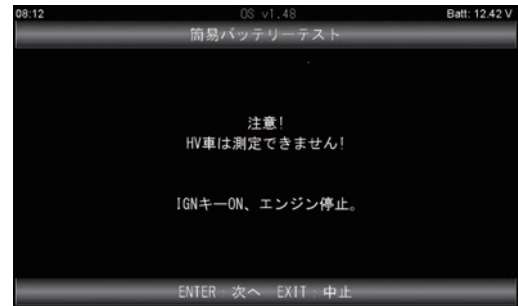 08:12 OS v1.48 Batt: 12.42 V
簡易バッテリーテスト
注意!
HV車は測定できません!
IGNキーON、エンジン停止。
ENTER:次へ EXIT:中止